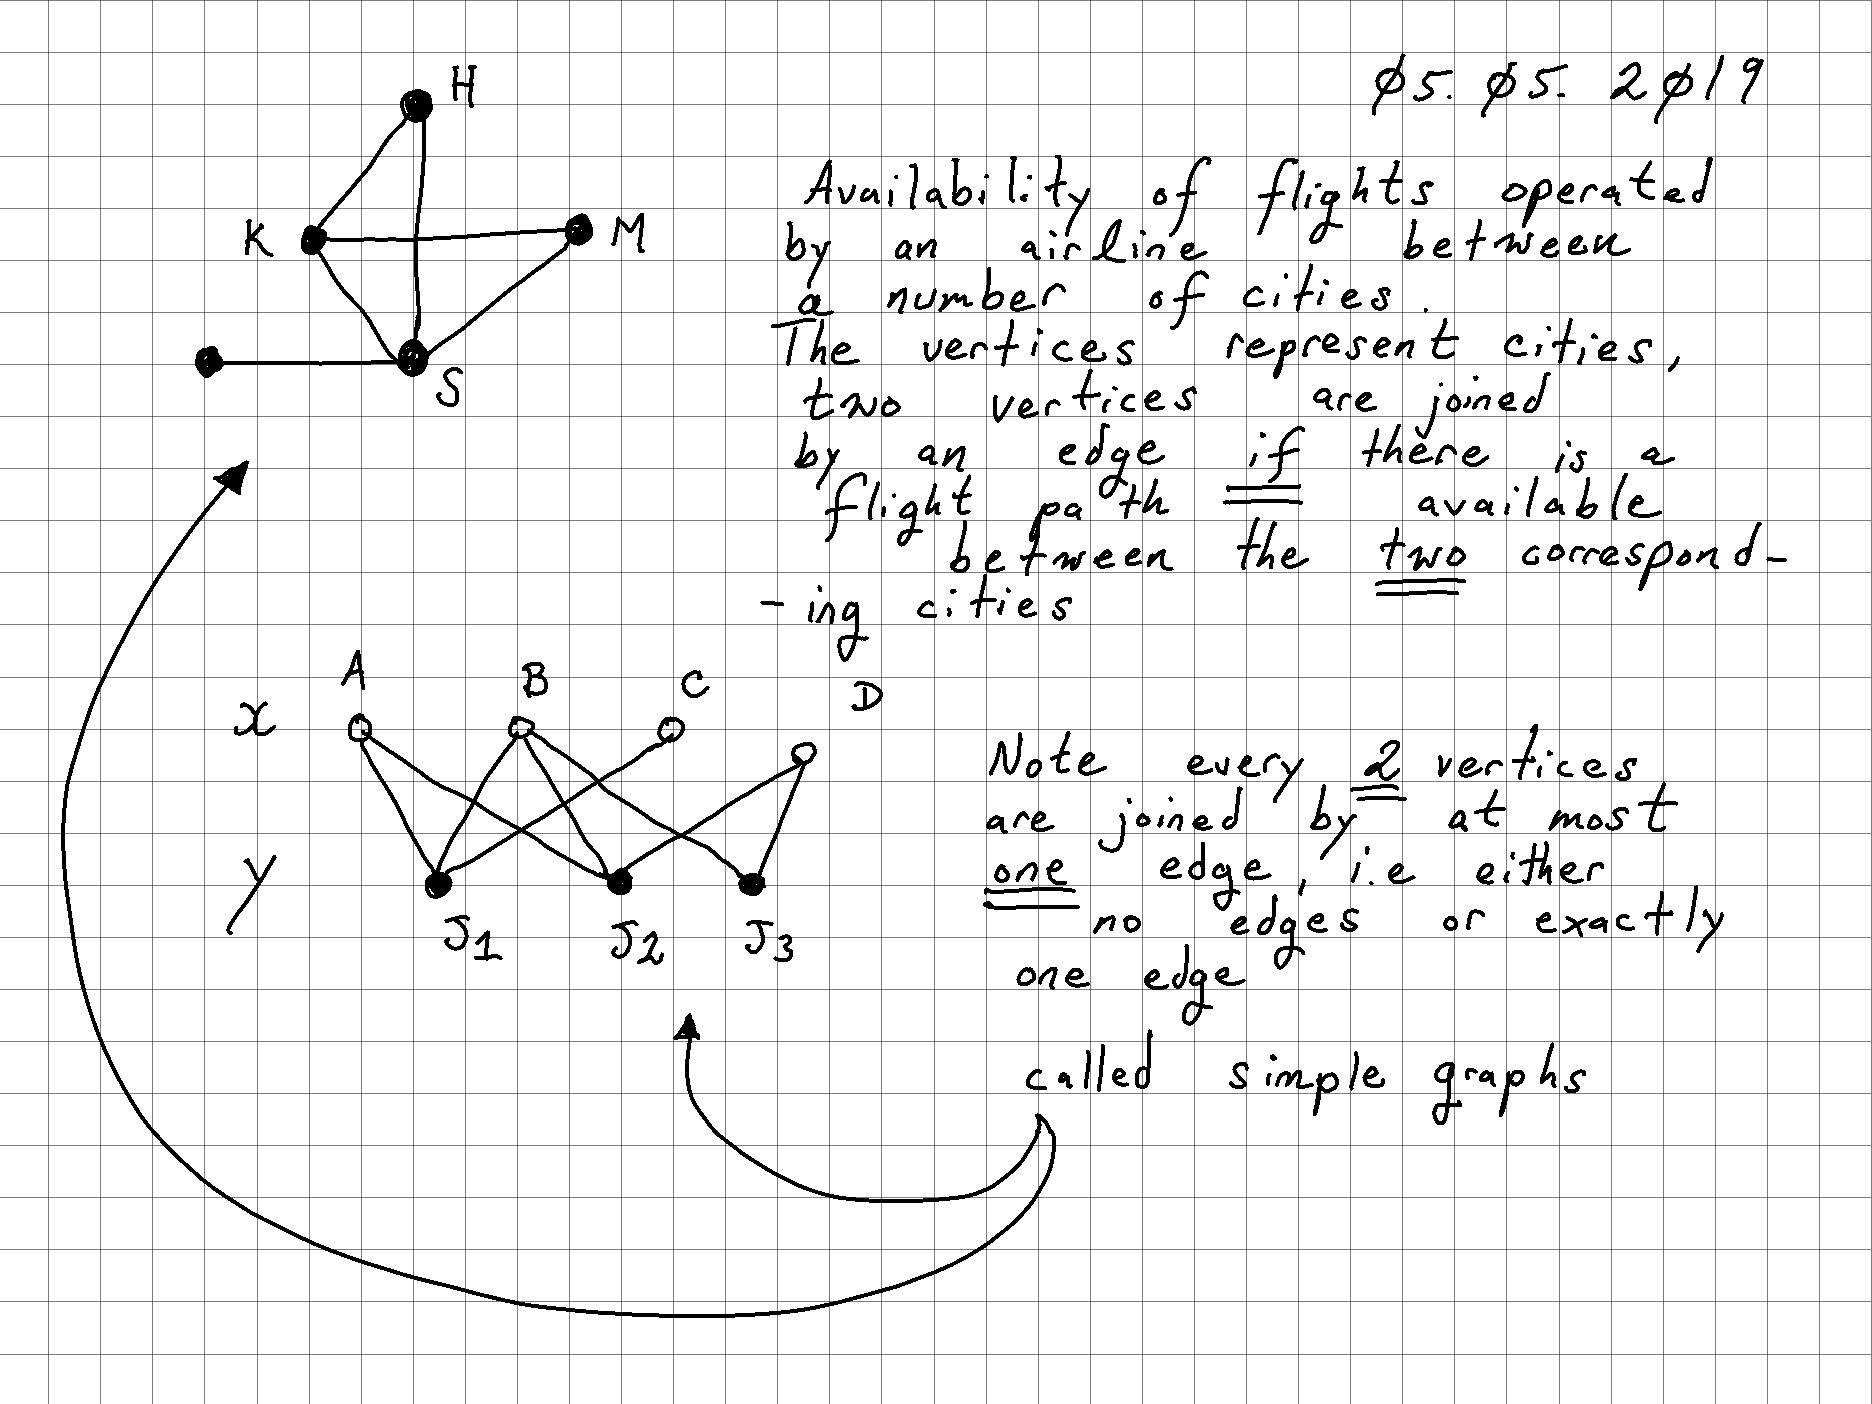 H
Ø5. Ø5. 2Ø19
K
M
S
Availability of flights operated
by an airline between
a number of cities.
The vertices represent cities,
two vertices are joined
by an edge if there is a
flight path available
between the two correspond-
-ing cities
A B C D
x
y
J1 J2 J3
Note every 2 vertices
are joined by at most
one edge, i.e either
no edges or exactly
one edge
called simple graphs